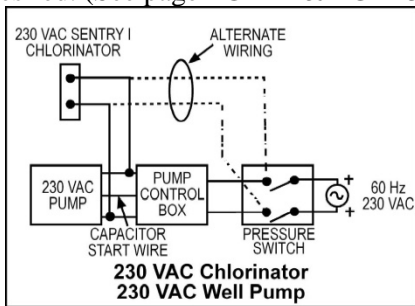 230 VAC SENTRY I
CHLORINATOR
ALTERNATE
WIRING
230 VAC
PUMP
PUMP
CONTROL
BOX
+
60 Hz
230 VAC
+
CAPACITOR
START WIRE
PRESSURE
SWITCH
230 VAC Chlorinator
230 VAC Well Pump